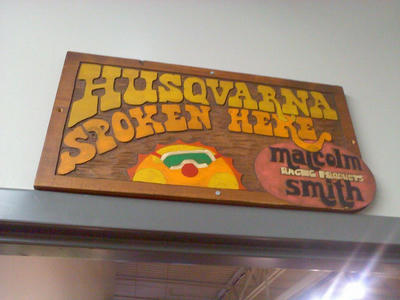 HUSQVARNA
SPOKEN HERE
malcolm
RACING PRODUCTS
smith